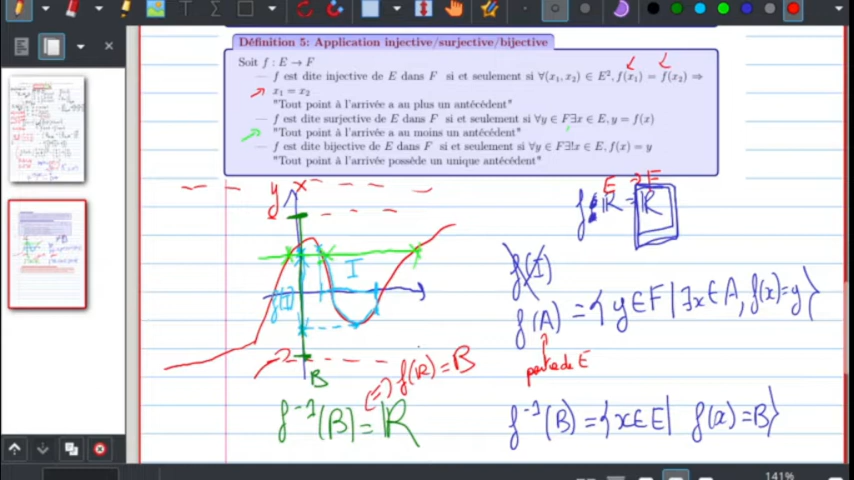 Définition 5: Application injective/surjective/bijective
Soit f : E → F
— f est dite injective de E dans F si et seulement si ∀(x₁, x₂) ∈ E², f(x₁) = f(x₂) ⇒
x₁ = x₂
"Tout point à l'arrivée a au plus un antécédent"
— f est dite surjective de E dans F si et seulement si ∀y ∈ F∃x ∈ E, y = f(x)
"Tout point à l'arrivée a au moins un antécédent"
— f est dite bijective de E dans F si et seulement si ∀y ∈ F∃!x ∈ E, f(x) = y
"Tout point à l'arrivée possède un unique antécédent"
y
E
f ℝ → ℝ
I
f(I)
f(I)
f(A) = { y ∈ F | ∃x ∈ A, f(x) = y }
partie de E
-2
B
(=) f(ℝ) = B
f⁻¹(B) = ℝ
f⁻¹(B) = { x ∈ E | f(x) = B }
141%